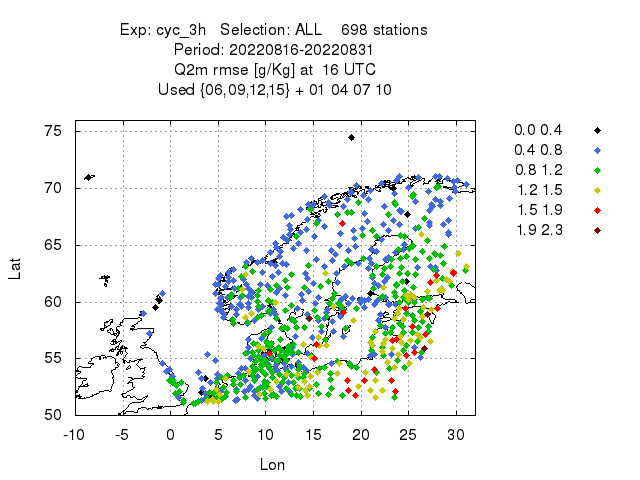 Exp: cyc_3h   Selection: ALL    698 stations
Period: 20220816-20220831
Q2m rmse [g/Kg] at  16 UTC
Used {06,09,12,15} + 01 04 07 10
0.0 0.4
0.4 0.8
0.8 1.2
1.2 1.5
1.5 1.9
1.9 2.3
75
70
65
60
55
50
Lat
-10 -5 0 5 10 15 20 25 30
Lon